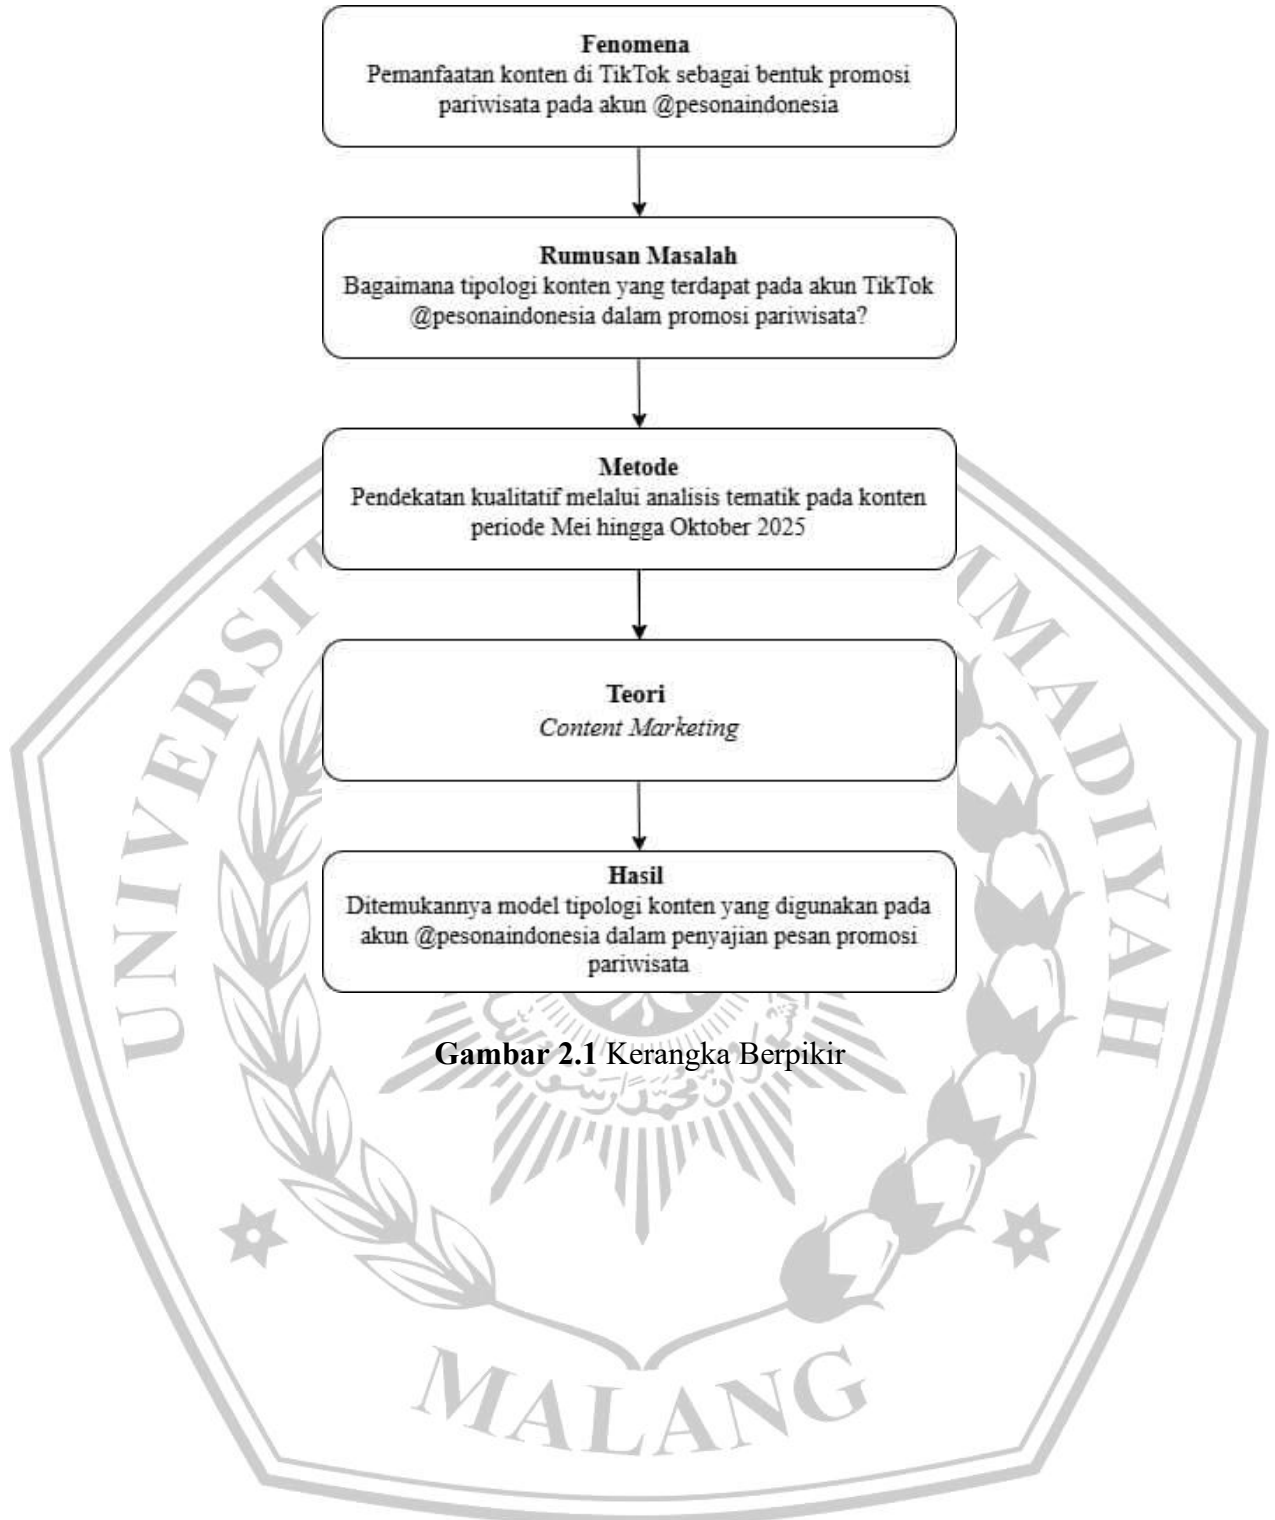 Fenomena
Pemanfaatan konten di TikTok sebagai bentuk promosi
pariwisata pada akun @pesonaindonesia
Rumusan Masalah
Bagaimana tipologi konten yang terdapat pada akun TikTok
@pesonaindonesia dalam promosi pariwisata?
Metode
Pendekatan kualitatif melalui analisis tematik pada konten
periode Mei hingga Oktober 2025
Teori
Content Marketing
Hasil
Ditemukannya model tipologi konten yang digunakan pada
akun @pesonaindonesia dalam penyajian pesan promosi
pariwisata
Gambar 2.1 Kerangka Berpikir
MALANG